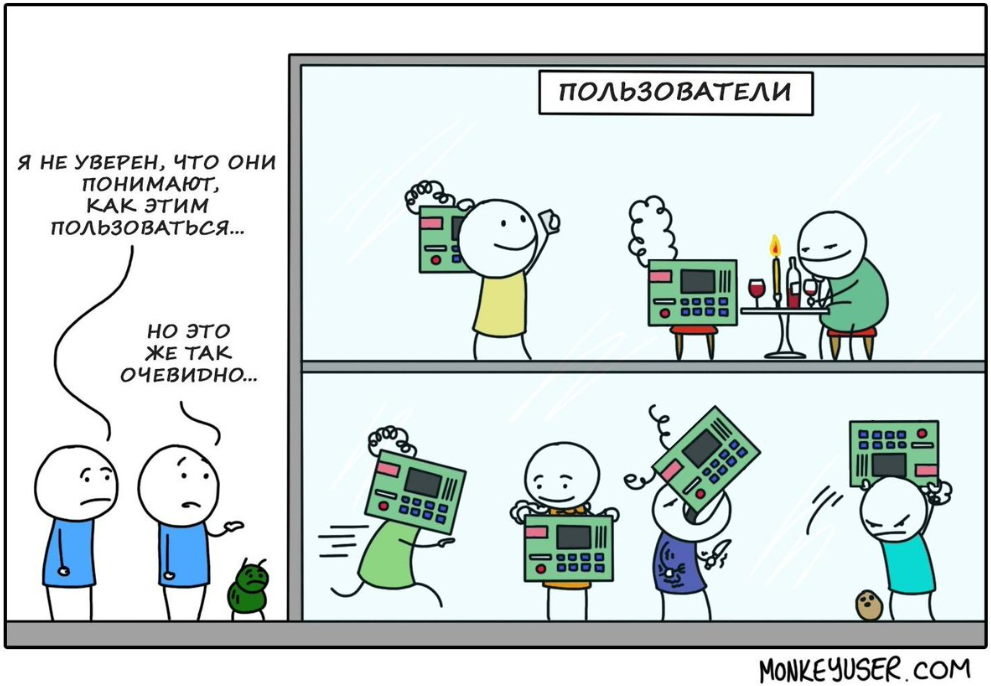 ПОЛЬЗОВАТЕЛИ
Я НЕ УВЕРЕН, ЧТО ОНИ
ПОНИМАЮТ,
КАК ЭТИМ
ПОЛЬЗОВАТЬСЯ...
НО ЭТО
ЖЕ ТАК
ОЧЕВИДНО...
MONKEYUSER.COM